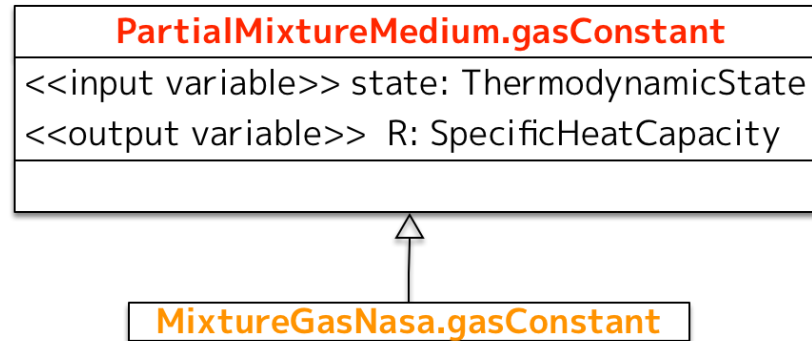 PartialMixtureMedium.gasConstant
<<input variable>> state: ThermodynamicState
<<output variable>> R: SpecificHeatCapacity
MixtureGasNasa.gasConstant